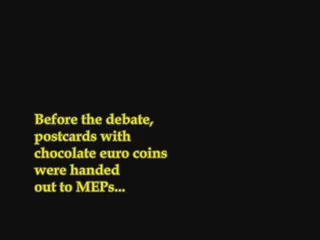 Before the debate,
postcards with
chocolate euro coins
were handed
out to MEPs...